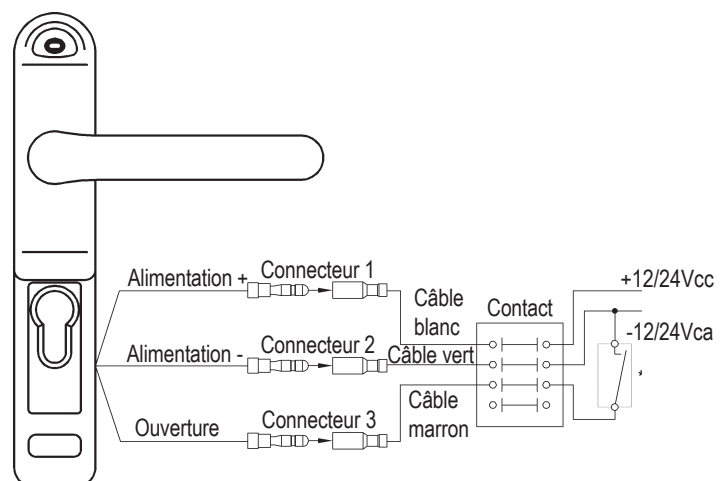 Alimentation +
Connecteur 1
Câble
blanc
Contact
+12/24Vcc
Alimentation -
Connecteur 2
Câble vert
-12/24Vca
*
Ouverture
Connecteur 3
Câble
marron